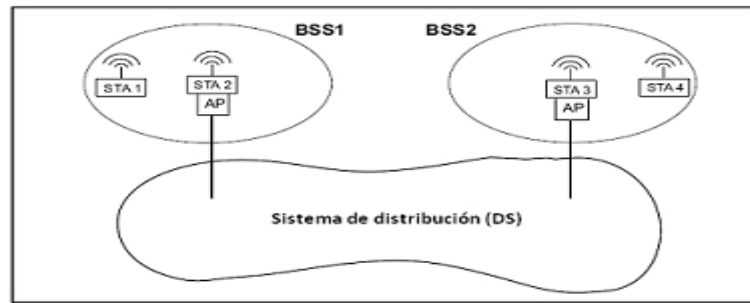 BSS1
BSS2
STA 1
STA 2
AP
STA 3
AP
STA 4
Sistema de distribución (DS)